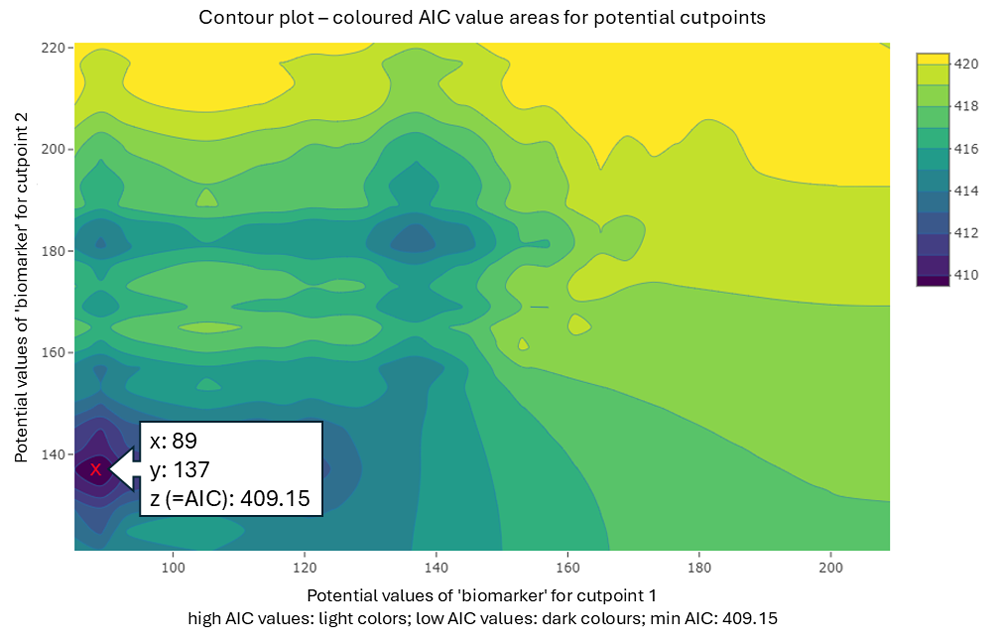 Contour plot – coloured AIC value areas for potential cutpoints
220
200
180
160
140
Potential values of 'biomarker' for cutpoint 2
420
418
416
414
412
410
X
x: 89
y: 137
z (=AIC): 409.15
100
120
140
160
180
200
Potential values of 'biomarker' for cutpoint 1
high AIC values: light colors; low AIC values: dark colours; min AIC: 409.15